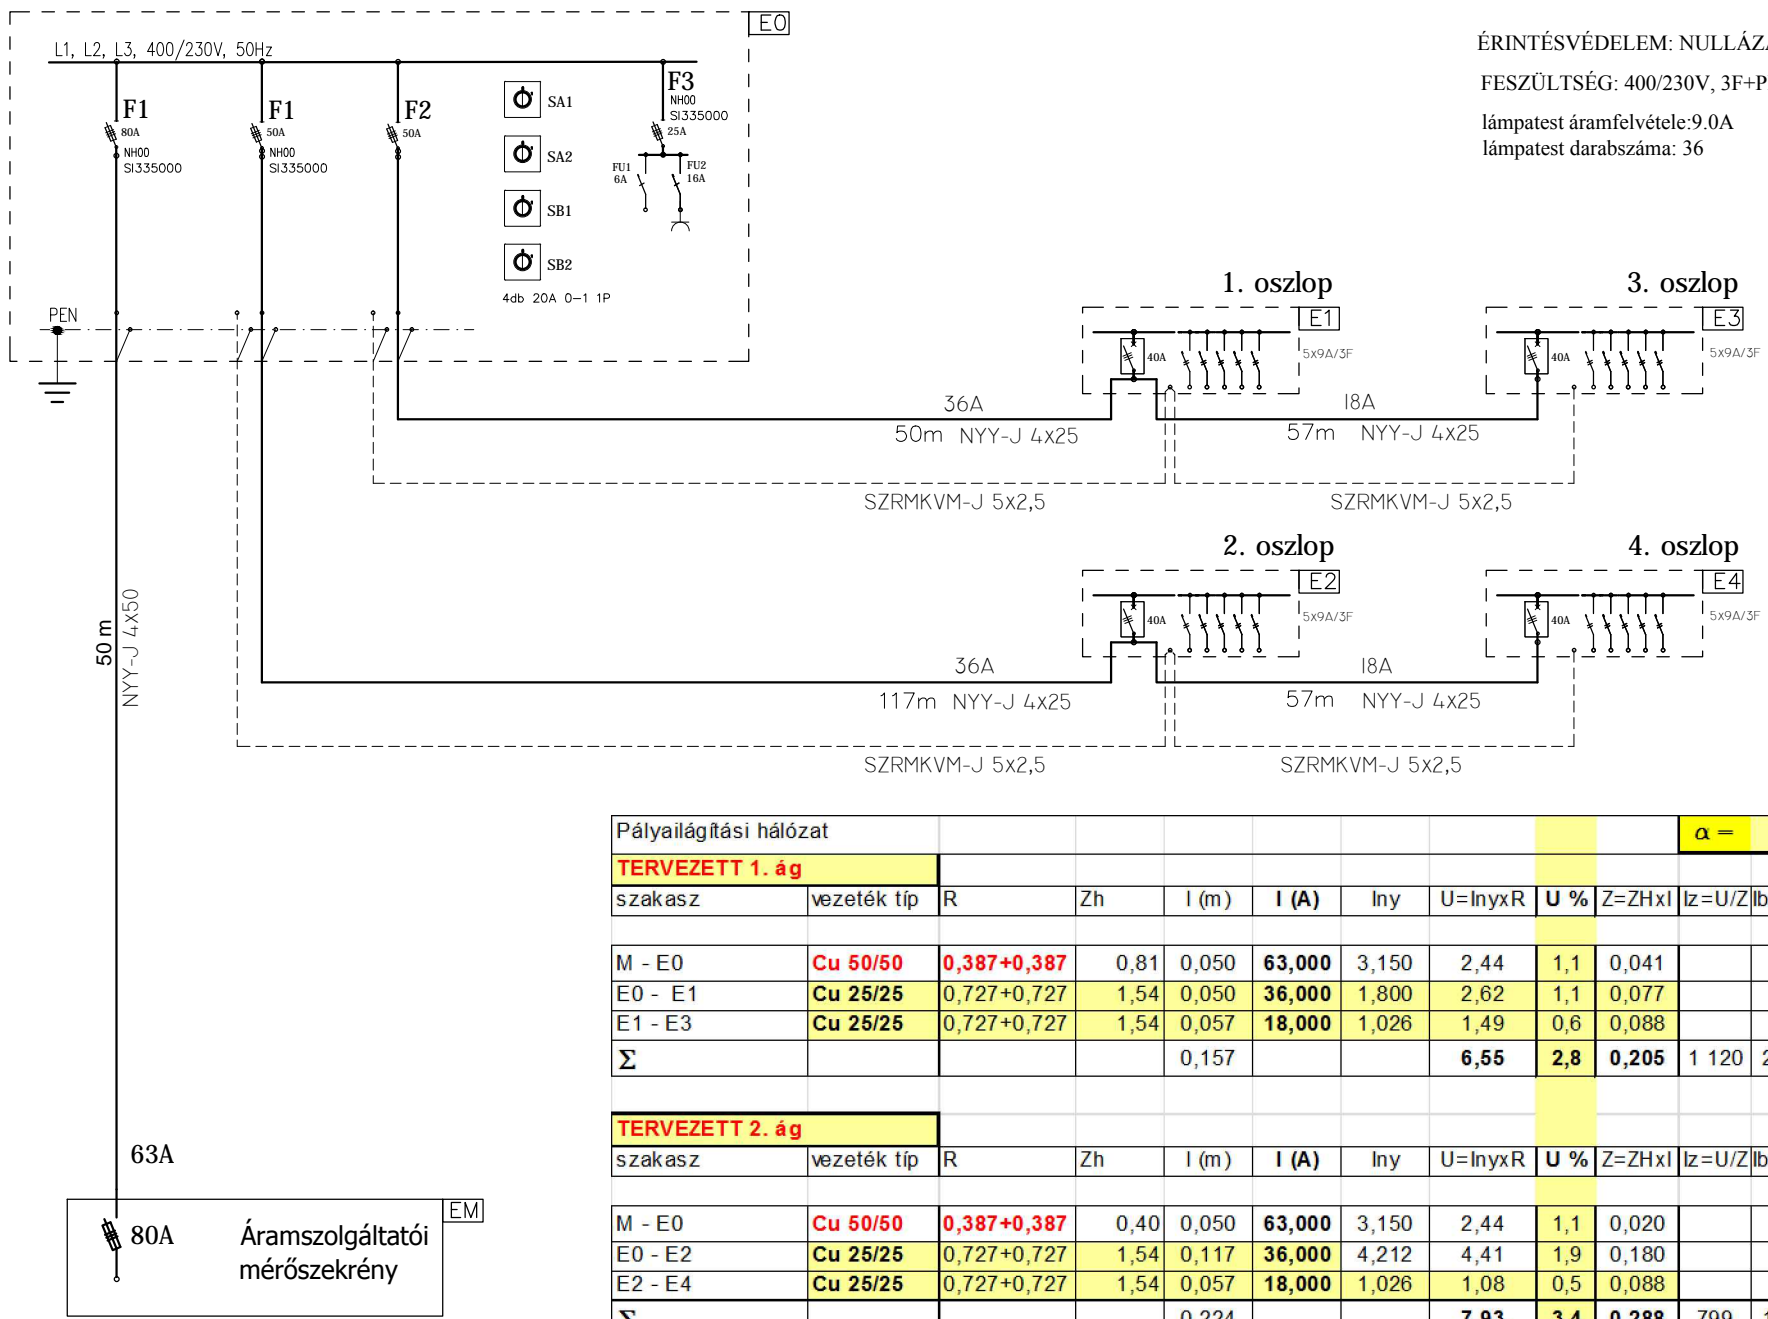 E0
L1, L2, L3, 400/230V, 50Hz
F1
80A
NH00
SI335000
F1
50A
NH00
SI335000
F2
50A
SA1
SA2
SB1
SB2
4db 20A 0-1 1P
F3
NH00
SI335000
25A
FU1
6A
FU2
16A
PEN
ÉRINTÉSVÉDELEM: NULLÁZ
FESZÜLTSÉG: 400/230V, 3F+P
lámpatest áramfelvétele:9.0A
lámpatest darabszáma: 36
1. oszlop
E1
40A
5x9A/3F
3. oszlop
E3
40A
5x9A/3F
36A
50m NYY-J 4x25
18A
57m NYY-J 4x25
SZRMKVM-J 5x2,5
SZRMKVM-J 5x2,5
2. oszlop
E2
40A
5x9A/3F
4. oszlop
E4
40A
5x9A/3F
36A
117m NYY-J 4x25
18A
57m NYY-J 4x25
SZRMKVM-J 5x2,5
SZRMKVM-J 5x2,5
50 m
NYY-J 4x50
63A
EM
80A
Áramszolgáltatói
mérőszekrény
Pályailágítási hálózat α =
TERVEZETT 1. ág
szakasz vezeték típ R Zh l (m) I (A) Iny U=InyxR U % Z=ZHxl Iz=U/Z Ib
M - E0 Cu 50/50 0,387+0,387 0,81 0,050 63,000 3,150 2,44 1,1 0,041
E0 - E1 Cu 25/25 0,727+0,727 1,54 0,050 36,000 1,800 2,62 1,1 0,077
E1 - E3 Cu 25/25 0,727+0,727 1,54 0,057 18,000 1,026 1,49 0,6 0,088
Σ 0,157 6,55 2,8 0,205 1 120 2
TERVEZETT 2. ág
szakasz vezeték típ R Zh l (m) I (A) Iny U=InyxR U % Z=ZHxl Iz=U/Z Ib
M - E0 Cu 50/50 0,387+0,387 0,40 0,050 63,000 3,150 2,44 1,1 0,020
E0 - E2 Cu 25/25 0,727+0,727 1,54 0,117 36,000 4,212 4,41 1,9 0,180
E2 - E4 Cu 25/25 0,727+0,727 1,54 0,057 18,000 1,026 1,08 0,5 0,088
Σ 0,224 7,93 3,4 0,288 799